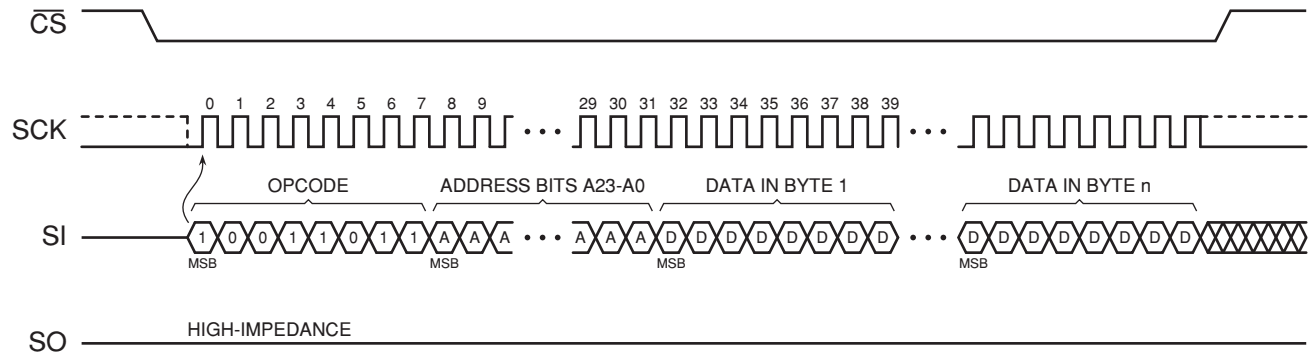 CS
SCK
0 1 2 3 4 5 6 7 8 9 29 30 31 32 33 34 35 36 37 38 39
OPCODE ADDRESS BITS A23-A0 DATA IN BYTE 1 DATA IN BYTE n
SI
1 0 0 1 1 0 1 1 A A A A A A D D D D D D D D D D D D D D D D
MSB MSB MSB MSB
HIGH-IMPEDANCE
SO